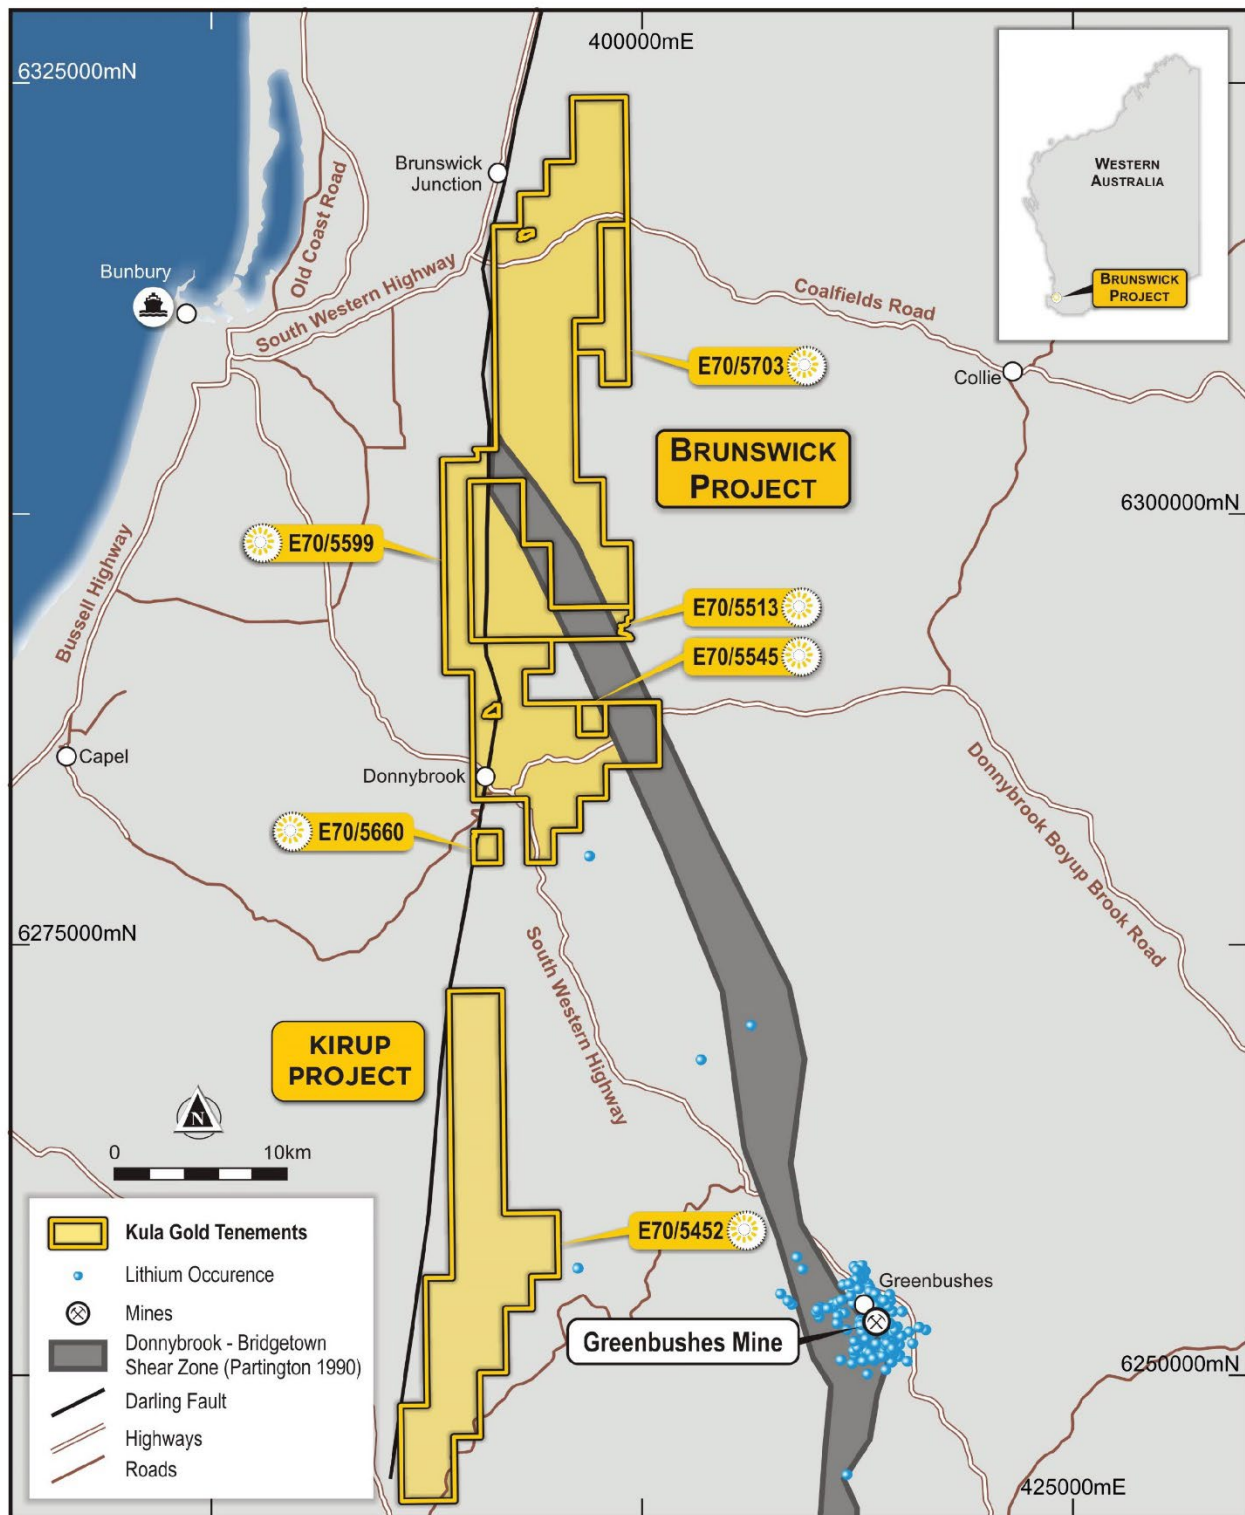 400000mE
6325000mN
Brunswick
Junction
WESTERN
AUSTRALIA
BRUNSWICK
PROJECT
Old Coast Road
Bunbury
South Western Highway
Coalfields Road
E70/5703
Collie
BRUNSWICK
PROJECT
6300000mN
Bussell Highway
E70/5599
E70/5513
E70/5545
Capel
Donnybrook
Donnybrook Boyup Brook Road
E70/5660
6275000mN
South Western Highway
KIRUP
PROJECT
N
0 10km
Kula Gold Tenements
Lithium Occurence
Mines
Donnybrook - Bridgetown
Shear Zone (Partington 1990)
Darling Fault
Highways
Roads
E70/5452
Greenbushes
Greenbushes Mine
6250000mN
425000mE